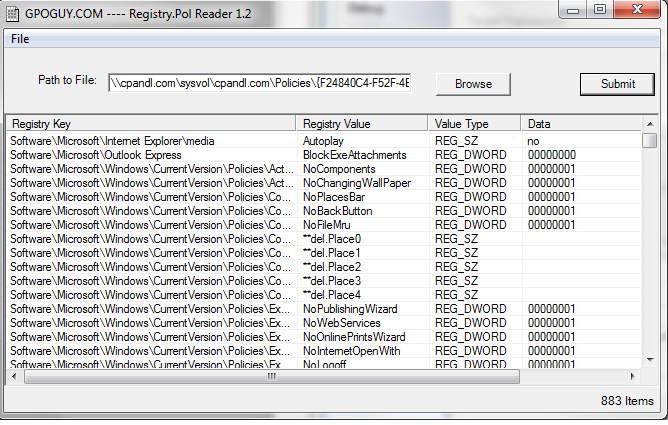 GPOGUY.COM ---- Registry.Pol Reader 1.2
File
Path to File: \\cpandl.com\sysvol\cpandl.com\Policies\{F24840C4-F52F-4E Browse Submit
Registry Key Registry Value Value Type Data
Software\Microsoft\Internet Explorer\media Autoplay REG_SZ no
Software\Microsoft\Outlook Express BlockExeAttachments REG_DWORD 00000000
Software\Microsoft\Windows\CurrentVersion\Policies\Act... NoComponents REG_DWORD 00000001
Software\Microsoft\Windows\CurrentVersion\Policies\Act... NoChangingWallPaper REG_DWORD 00000001
Software\Microsoft\Windows\CurrentVersion\Policies\Co... NoPlacesBar REG_DWORD 00000001
Software\Microsoft\Windows\CurrentVersion\Policies\Co... NoBackButton REG_DWORD 00000001
Software\Microsoft\Windows\CurrentVersion\Policies\Co... NoFileMru REG_DWORD 00000001
Software\Microsoft\Windows\CurrentVersion\Policies\Co... **del.Place0 REG_SZ
Software\Microsoft\Windows\CurrentVersion\Policies\Co... **del.Place1 REG_SZ
Software\Microsoft\Windows\CurrentVersion\Policies\Co... **del.Place2 REG_SZ
Software\Microsoft\Windows\CurrentVersion\Policies\Co... **del.Place3 REG_SZ
Software\Microsoft\Windows\CurrentVersion\Policies\Co... **del.Place4 REG_SZ
Software\Microsoft\Windows\CurrentVersion\Policies\Ex... NoPublishingWizard REG_DWORD 00000001
Software\Microsoft\Windows\CurrentVersion\Policies\Ex... NoWebServices REG_DWORD 00000001
Software\Microsoft\Windows\CurrentVersion\Policies\Ex... NoOnlinePrintsWizard REG_DWORD 00000001
Software\Microsoft\Windows\CurrentVersion\Policies\Ex... NoInternetOpenWith REG_DWORD 00000001
Software\Microsoft\Windows\CurrentVersion\Policies\Ex... NoLogoff REG_DWORD 00000001
883 Items